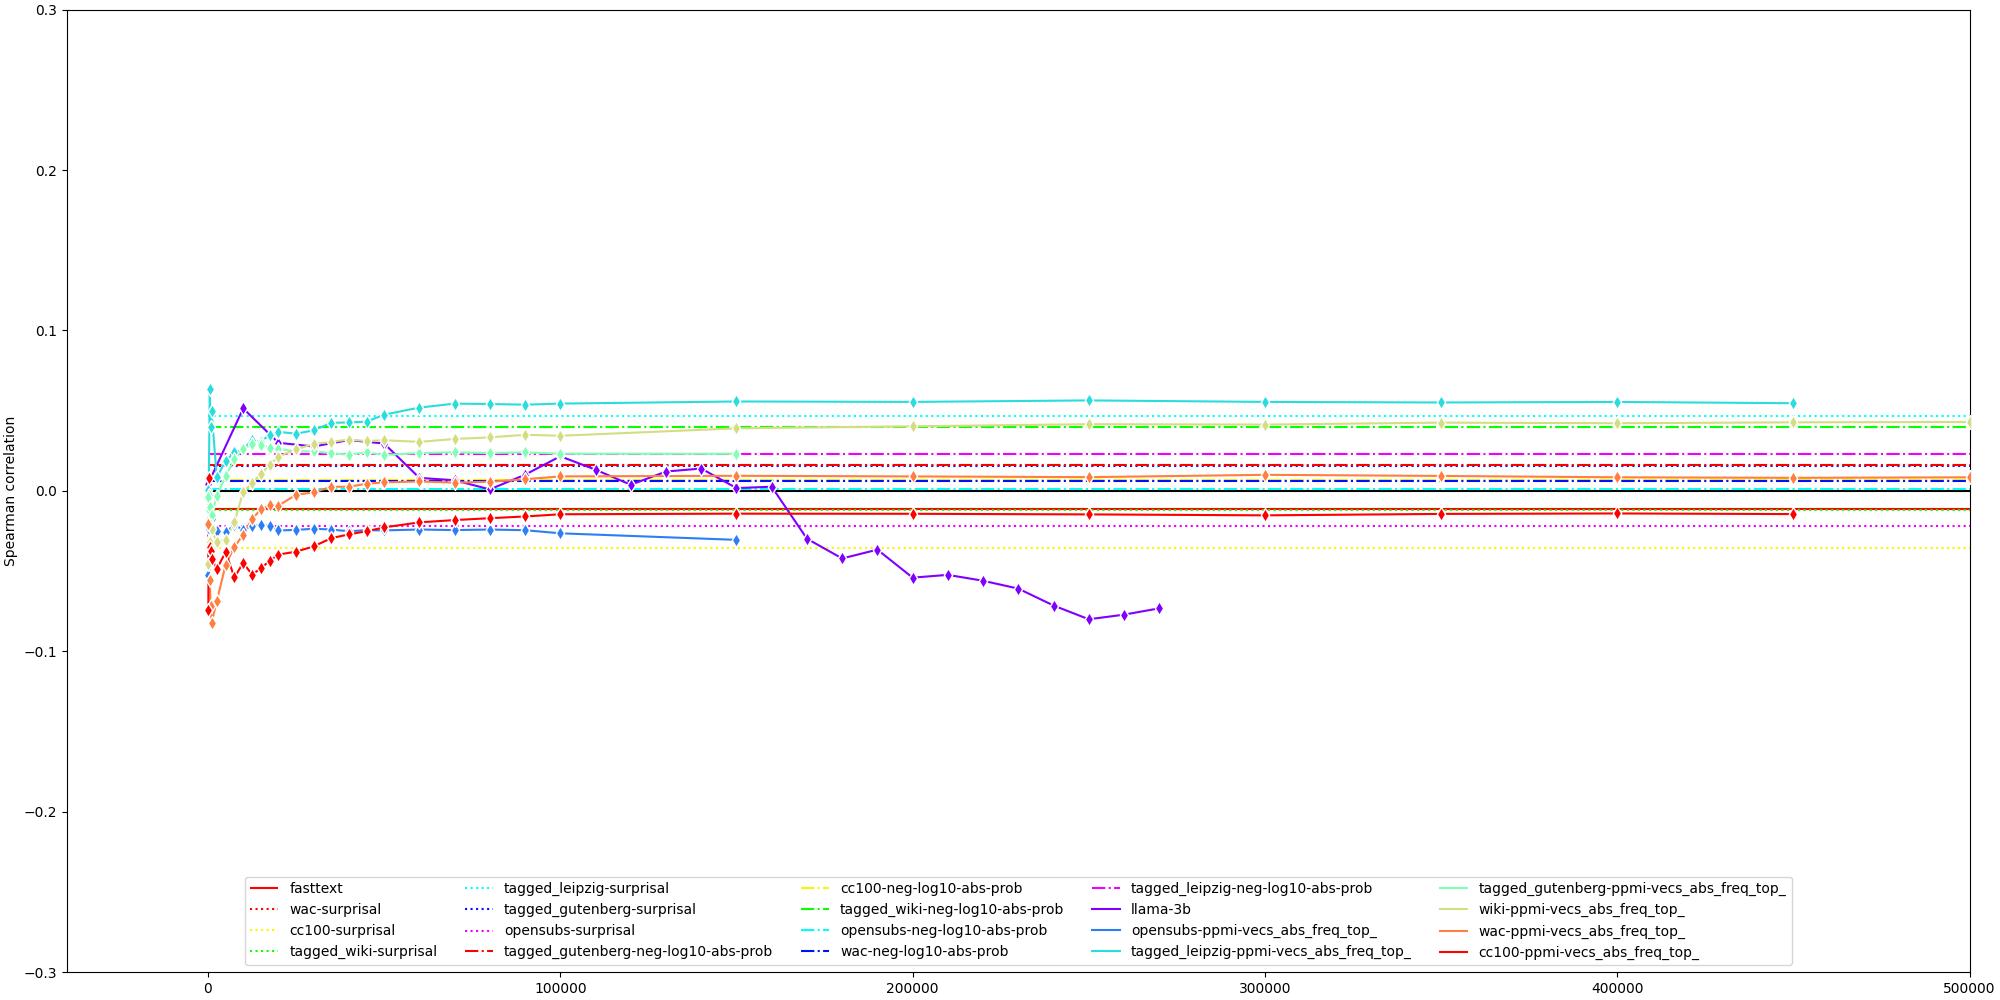 0.3
0.2
0.1
0.0
−0.1
−0.2
−0.3
Spearman correlation
fasttext
wac-surprisal
cc100-surprisal
tagged_wiki-surprisal
tagged_leipzig-surprisal
tagged_gutenberg-surprisal
opensubs-surprisal
tagged_gutenberg-neg-log10-abs-prob
cc100-neg-log10-abs-prob
tagged_wiki-neg-log10-abs-prob
opensubs-neg-log10-abs-prob
wac-neg-log10-abs-prob
tagged_leipzig-neg-log10-abs-prob
llama-3b
opensubs-ppmi-vecs_abs_freq_top_
tagged_leipzig-ppmi-vecs_abs_freq_top_
tagged_gutenberg-ppmi-vecs_abs_freq_top_
wiki-ppmi-vecs_abs_freq_top_
wac-ppmi-vecs_abs_freq_top_
cc100-ppmi-vecs_abs_freq_top_
0 100000 200000 300000 400000 500000